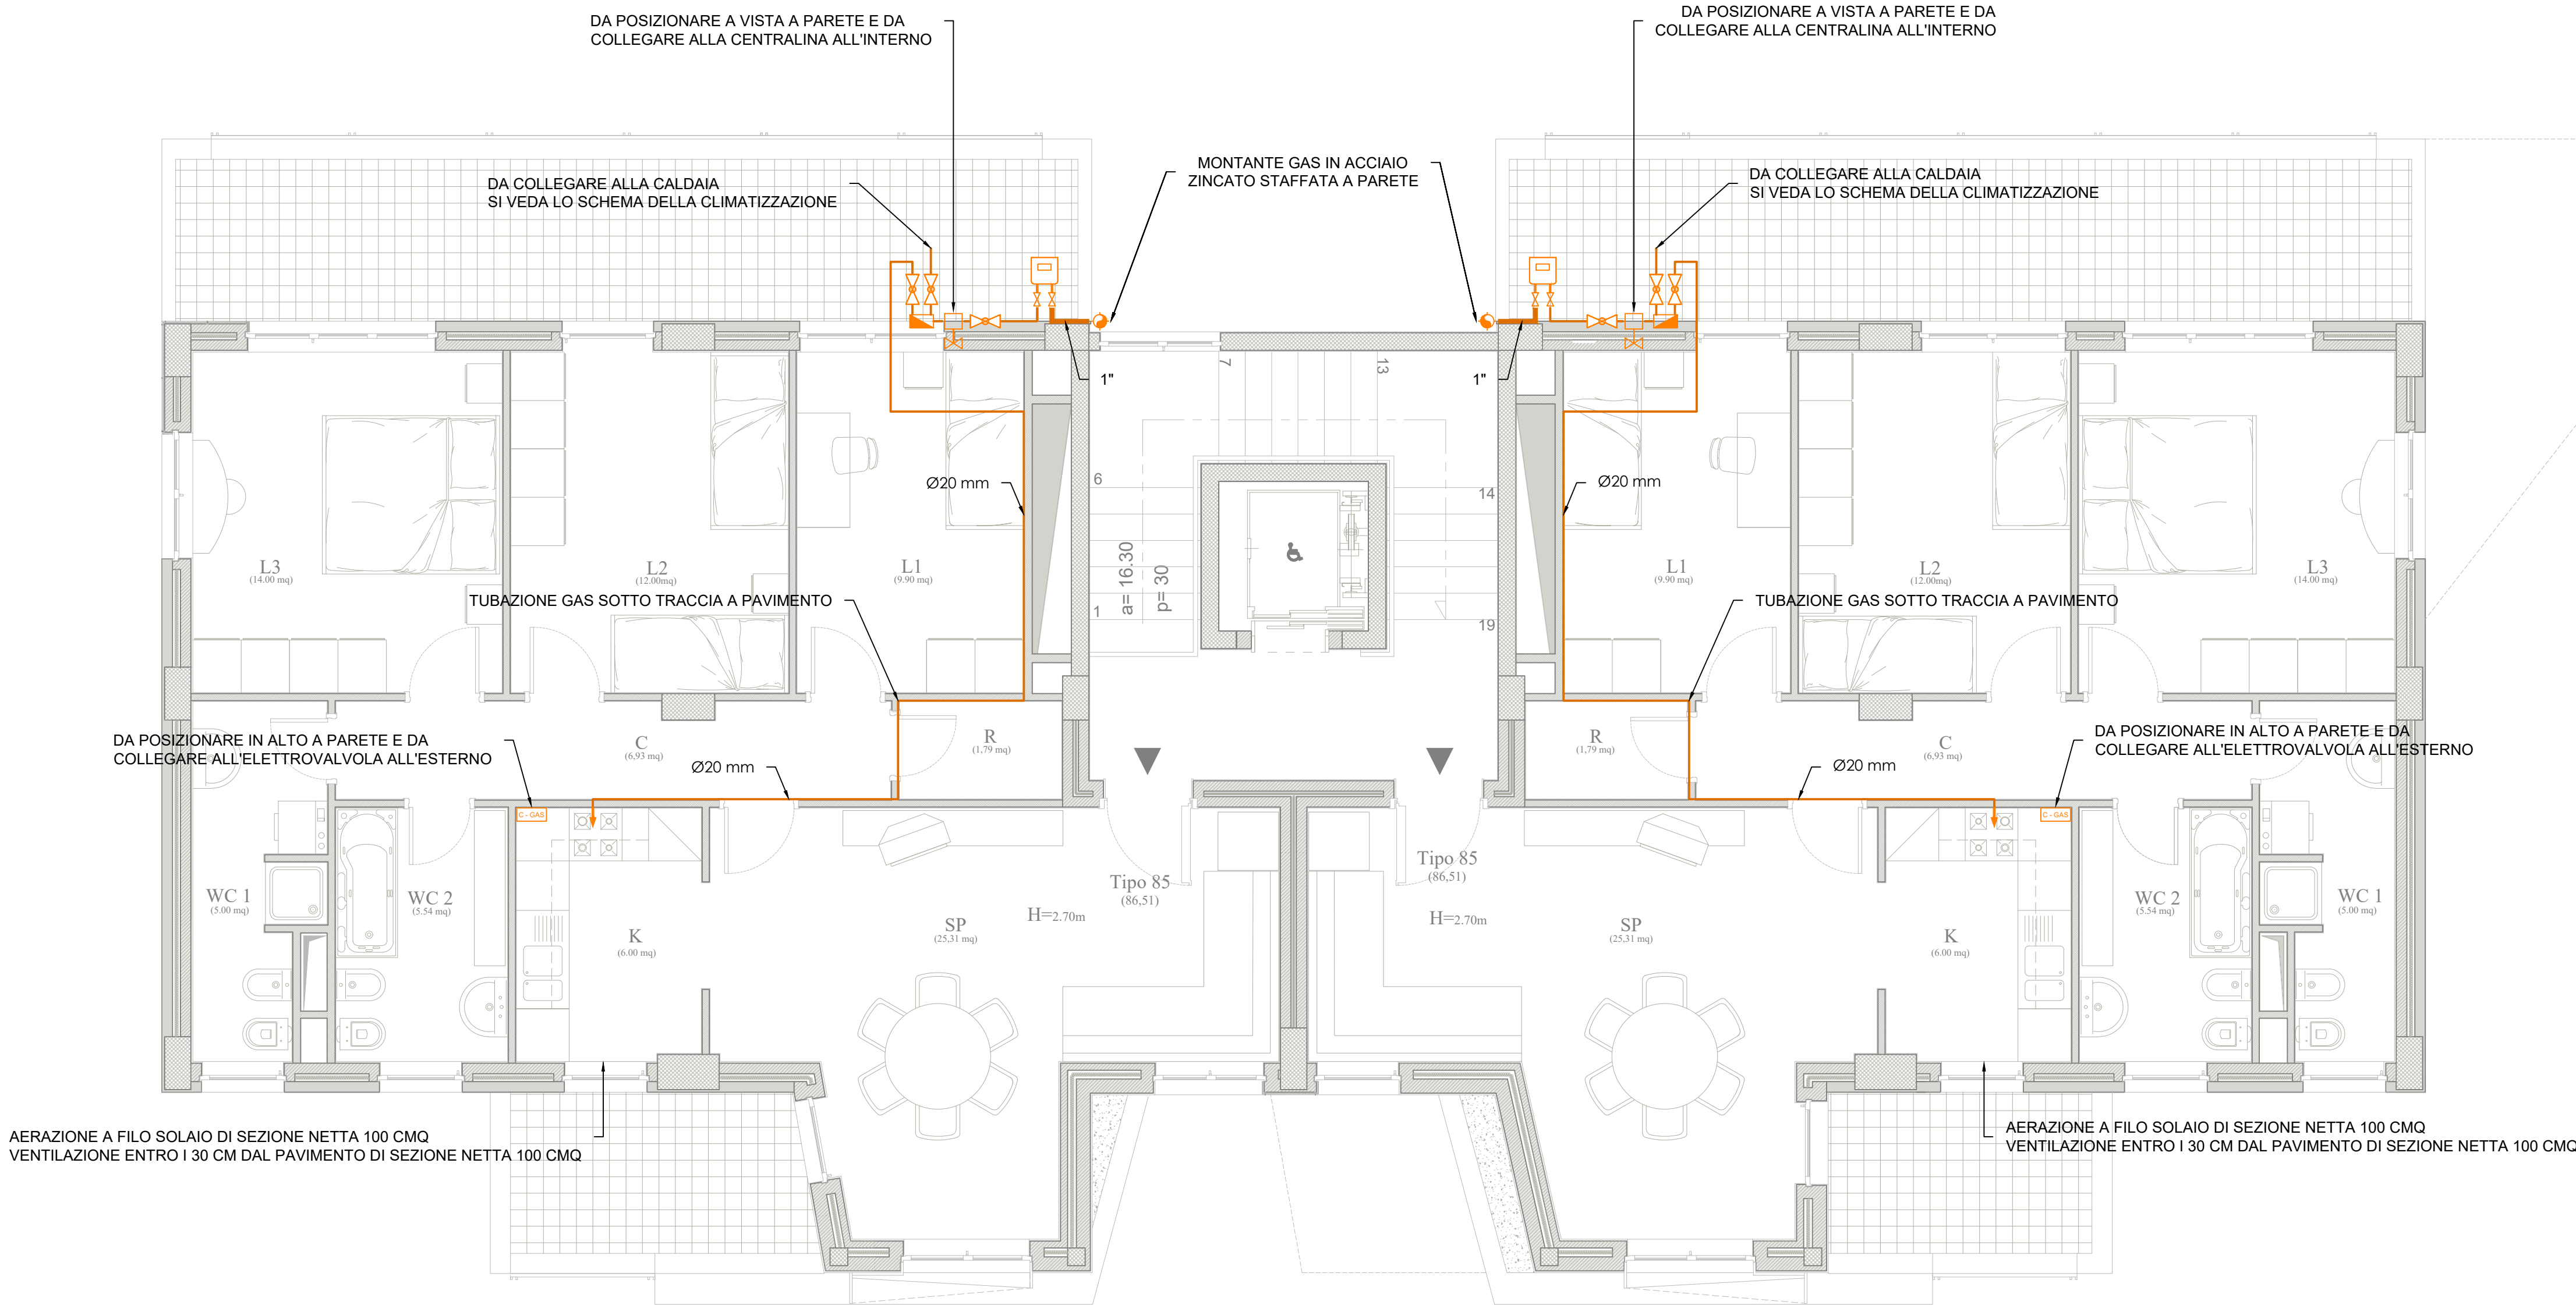 DA POSIZIONARE A VISTA A PARETE E DA
COLLEGARE ALLA CENTRALINA ALL'INTERNO
DA POSIZIONARE A VISTA A PARETE E DA
COLLEGARE ALLA CENTRALINA ALL'INTERNO
MONTANTE GAS IN ACCIAIO
ZINCATO STAFFATA A PARETE
DA COLLEGARE ALLA CALDAIA
SI VEDA LO SCHEMA DELLA CLIMATIZZAZIONE
DA COLLEGARE ALLA CALDAIA
SI VEDA LO SCHEMA DELLA CLIMATIZZAZIONE
1"
7
13
1"
Ø20 mm
6
14
Ø20 mm
L3
(14.00 mq)
L2
(12.00mq)
L1
(9.90 mq)
a= 16.30
p= 30
L1
(9.90 mq)
L2
(12.00mq)
L3
(14.00 mq)
TUBAZIONE GAS SOTTO TRACCIA A PAVIMENTO
1
19
TUBAZIONE GAS SOTTO TRACCIA A PAVIMENTO
DA POSIZIONARE IN ALTO A PARETE E DA
COLLEGARE ALL'ELETTROVALVOLA ALL'ESTERNO
C
(6,93 mq)
Ø20 mm
R
(1,79 mq)
R
(1,79 mq)
Ø20 mm
C
(6,93 mq)
DA POSIZIONARE IN ALTO A PARETE E DA
COLLEGARE ALL'ELETTROVALVOLA ALL'ESTERNO
C - GAS
C - GAS
WC 1
(5.00 mq)
WC 2
(5.54 mq)
K
(6.00 mq)
SP
(25,31 mq)
H=2.70m
Tipo 85
(86,51)
Tipo 85
(86,51)
H=2.70m
SP
(25,31 mq)
K
(6.00 mq)
WC 2
(5.54 mq)
WC 1
(5.00 mq)
AERAZIONE A FILO SOLAIO DI SEZIONE NETTA 100 CMQ
VENTILAZIONE ENTRO I 30 CM DAL PAVIMENTO DI SEZIONE NETTA 100 CMQ
AERAZIONE A FILO SOLAIO DI SEZIONE NETTA 100 CMQ
VENTILAZIONE ENTRO I 30 CM DAL PAVIMENTO DI SEZIONE NETTA 100 CMQ